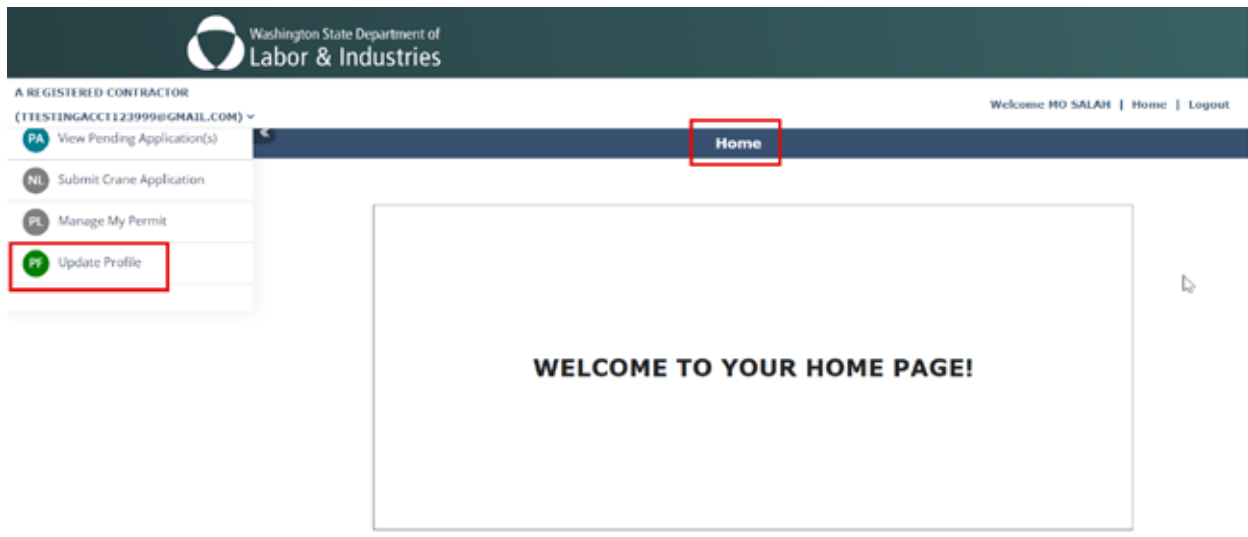 Washington State Department of
Labor & Industries
A REGISTERED CONTRACTOR
(TTESTINGACCT123999@GMAIL.COM)
Welcome MO SALAH | Home | Logout
PA View Pending Application(s)
Home
NL Submit Crane Application
PL Manage My Permit
PF Update Profile
WELCOME TO YOUR HOME PAGE!